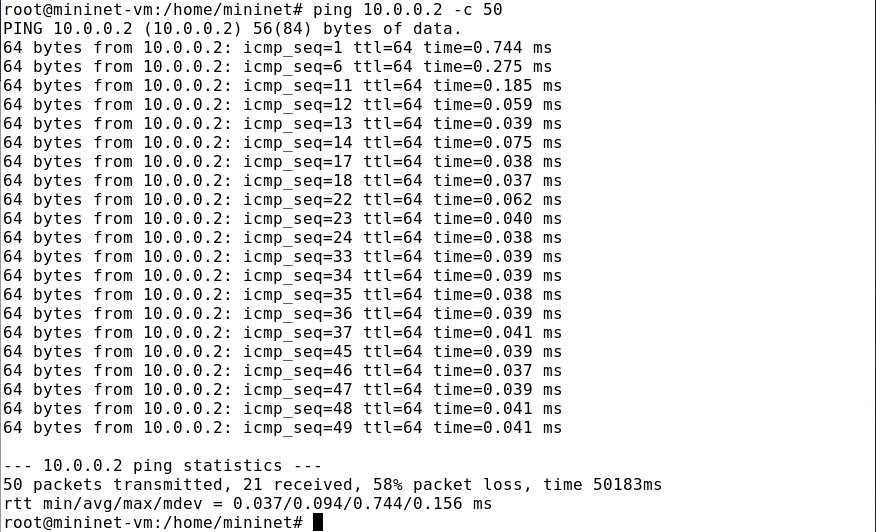 root@mininet-vm:/home/mininet# ping 10.0.0.2 -c 50
PING 10.0.0.2 (10.0.0.2) 56(84) bytes of data.
64 bytes from 10.0.0.2: icmp_seq=1 ttl=64 time=0.744 ms
64 bytes from 10.0.0.2: icmp_seq=6 ttl=64 time=0.275 ms
64 bytes from 10.0.0.2: icmp_seq=11 ttl=64 time=0.185 ms
64 bytes from 10.0.0.2: icmp_seq=12 ttl=64 time=0.059 ms
64 bytes from 10.0.0.2: icmp_seq=13 ttl=64 time=0.039 ms
64 bytes from 10.0.0.2: icmp_seq=14 ttl=64 time=0.075 ms
64 bytes from 10.0.0.2: icmp_seq=17 ttl=64 time=0.038 ms
64 bytes from 10.0.0.2: icmp_seq=18 ttl=64 time=0.037 ms
64 bytes from 10.0.0.2: icmp_seq=22 ttl=64 time=0.062 ms
64 bytes from 10.0.0.2: icmp_seq=23 ttl=64 time=0.040 ms
64 bytes from 10.0.0.2: icmp_seq=24 ttl=64 time=0.038 ms
64 bytes from 10.0.0.2: icmp_seq=33 ttl=64 time=0.039 ms
64 bytes from 10.0.0.2: icmp_seq=34 ttl=64 time=0.039 ms
64 bytes from 10.0.0.2: icmp_seq=35 ttl=64 time=0.038 ms
64 bytes from 10.0.0.2: icmp_seq=36 ttl=64 time=0.039 ms
64 bytes from 10.0.0.2: icmp_seq=37 ttl=64 time=0.041 ms
64 bytes from 10.0.0.2: icmp_seq=45 ttl=64 time=0.039 ms
64 bytes from 10.0.0.2: icmp_seq=46 ttl=64 time=0.037 ms
64 bytes from 10.0.0.2: icmp_seq=47 ttl=64 time=0.039 ms
64 bytes from 10.0.0.2: icmp_seq=48 ttl=64 time=0.041 ms
64 bytes from 10.0.0.2: icmp_seq=49 ttl=64 time=0.041 ms

--- 10.0.0.2 ping statistics ---
50 packets transmitted, 21 received, 58% packet loss, time 50183ms
rtt min/avg/max/mdev = 0.037/0.094/0.744/0.156 ms
root@mininet-vm:/home/mininet#